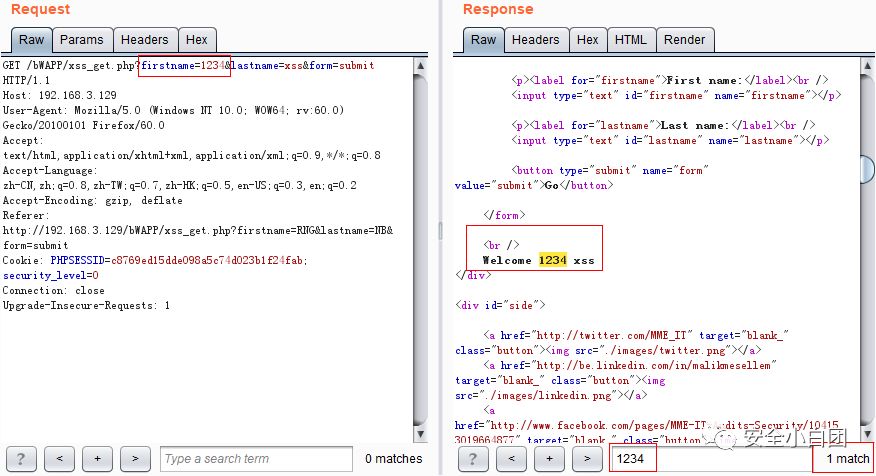 Request
Raw
Params
Headers
Hex
GET /bWAPP/xss_get.php?firstname=1234&lastname=xss&form=submit
HTTP/1.1
Host: 192.168.3.129
User-Agent: Mozilla/5.0 (Windows NT 10.0; WOW64; rv:60.0)
Gecko/20100101 Firefox/60.0
Accept:
text/html,application/xhtml+xml,application/xml;q=0.9,*/*;q=0.8
Accept-Language:
zh-CN,zh;q=0.8,zh-TW;q=0.7,zh-HK;q=0.5,en-US;q=0.3,en;q=0.2
Accept-Encoding: gzip, deflate
Referer:
http://192.168.3.129/bWAPP/xss_get.php?firstname=RNG&lastname=NB&
form=submit
Cookie: PHPSESSID=c8769ed15dde098a5c74d023b1f24fab;
security_level=0
Connection: close
Upgrade-Insecure-Requests: 1
? < + > Type a search term 0 matches
Response
Raw
Headers
Hex
HTML
Render
<p><label for="firstname">First name:</label><br />
<input type="text" id="firstname" name="firstname"></p>
<p><label for="lastname">Last name:</label><br />
<input type="text" id="lastname" name="lastname"></p>
<button type="submit" name="form"
value="submit">Go</button>
</form>
<br />
Welcome 1234 xss
</div>
<div id="side">
<a href="http://twitter.com/MME_IT" target="blank_"
class="button"><img src="./images/twitter.png"></a>
<a href="http://be.linkedin.com/in/malikmesellem"
target="blank_" class="button"><img
src="./images/linkedin.png"></a>
<a
href="http://www.facebook.com/pages/MME-IT-Audits-Security/10415
3019664877" target="blank_" class="button"><img
安全小白团
? < + > 1234 1 match